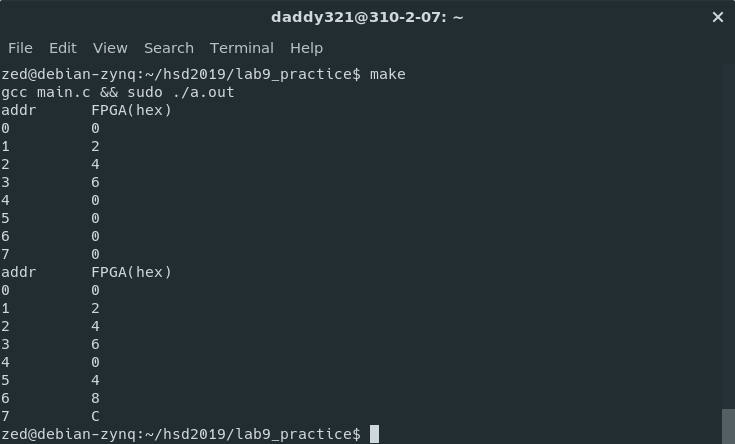 daddy321@310-2-07: ~
File Edit View Search Terminal Help
zed@debian-zynq:~/hsd2019/lab9_practice$ make
gcc main.c && sudo ./a.out
addr FPGA(hex)
0 0
1 2
2 4
3 6
4 0
5 0
6 0
7 0
addr FPGA(hex)
0 0
1 2
2 4
3 6
4 0
5 4
6 8
7 C
zed@debian-zynq:~/hsd2019/lab9_practice$